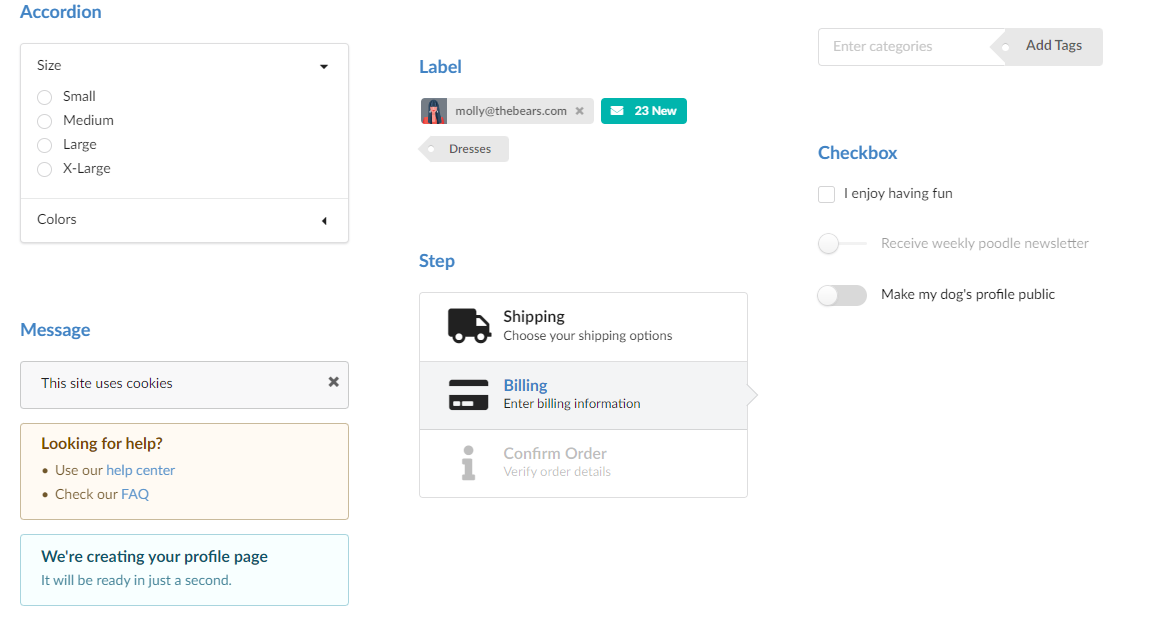 Accordion
Size
Small
Medium
Large
X-Large
Colors
Message
This site uses cookies
Looking for help?
Use our help center
Check our FAQ
We're creating your profile page
It will be ready in just a second.
Label
molly@thebears.com
23 New
Dresses
Step
Shipping
Choose your shipping options
Billing
Enter billing information
Confirm Order
Verify order details
Enter categories
Add Tags
Checkbox
I enjoy having fun
Receive weekly poodle newsletter
Make my dog's profile public